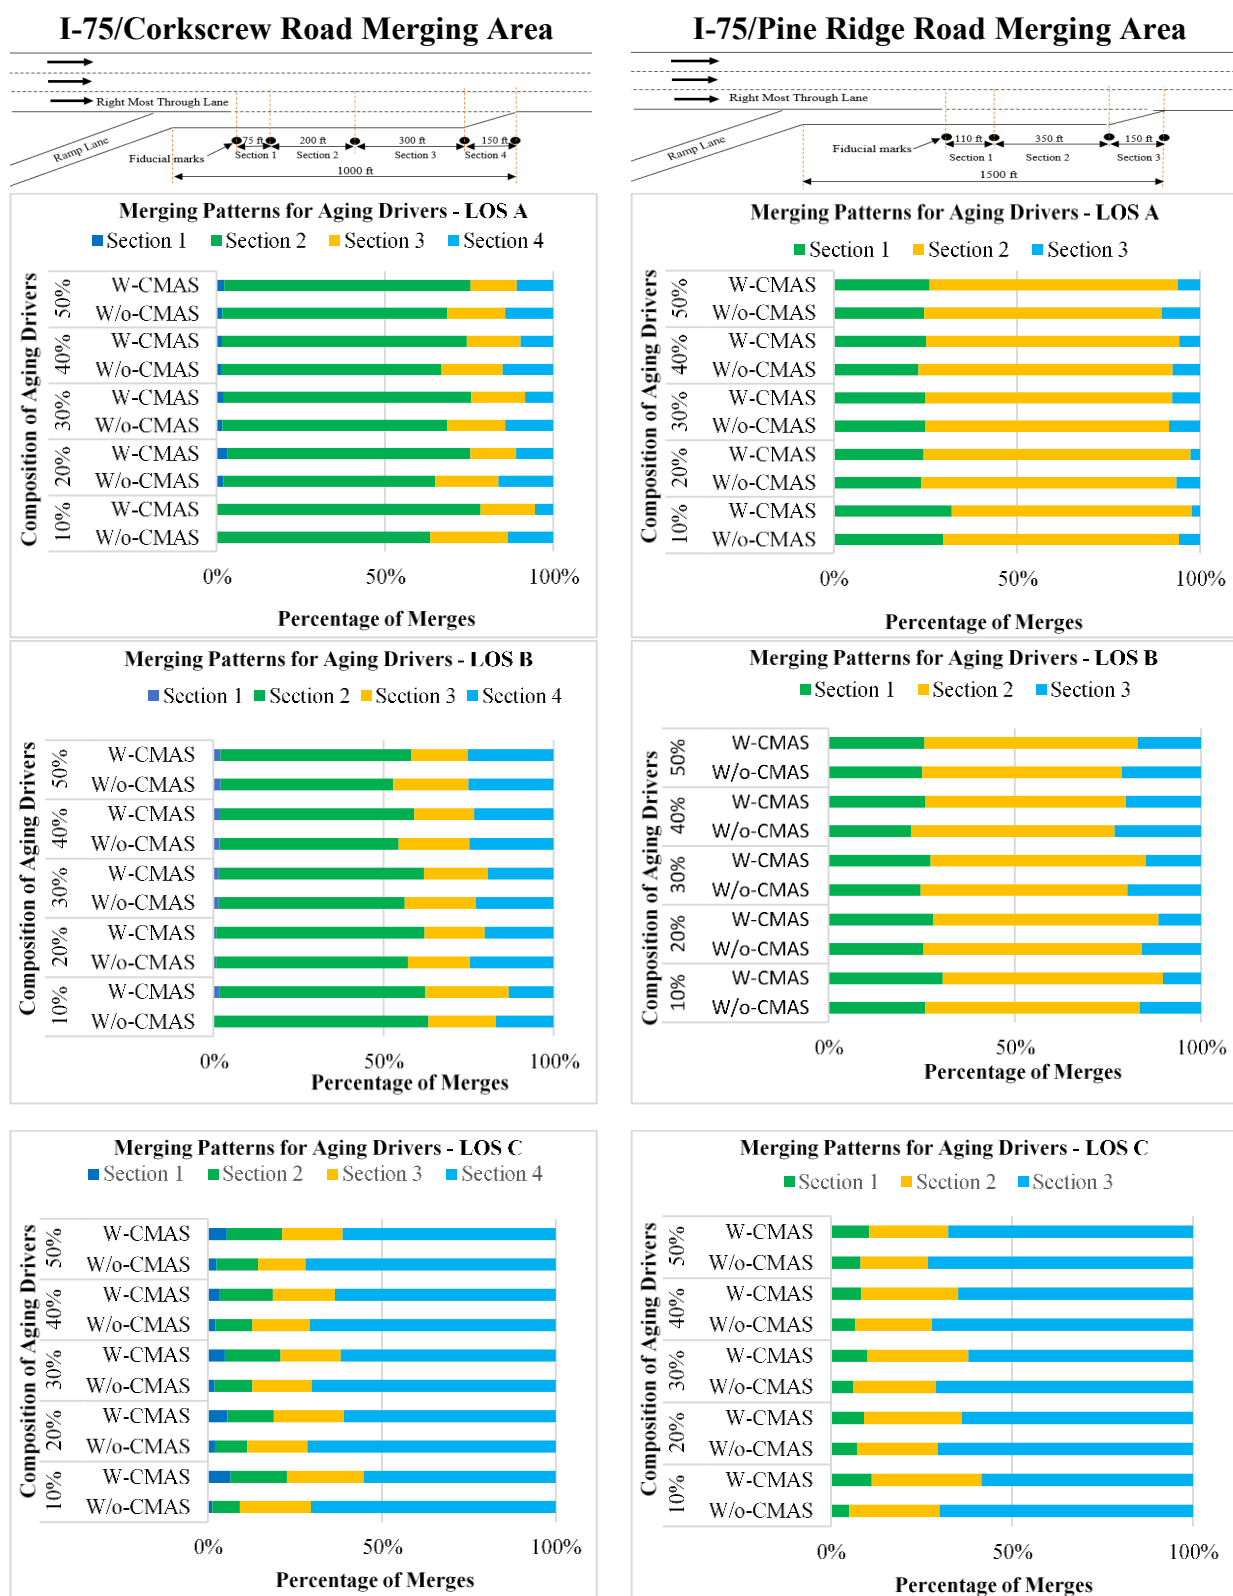 I-75/Corkscrew Road Merging Area
Right Most Through Lane
Ramp Lane
Fiducial marks
75 ft
200 ft
300 ft
150 ft
Section 1
Section 2
Section 3
Section 4
1000 ft
Merging Patterns for Aging Drivers - LOS A
Section 1 Section 2 Section 3 Section 4
Composition of Aging Drivers
50%
W-CMAS
W/o-CMAS
40%
W-CMAS
W/o-CMAS
30%
W-CMAS
W/o-CMAS
20%
W-CMAS
W/o-CMAS
10%
W-CMAS
W/o-CMAS
0% 50% 100%
Percentage of Merges
Merging Patterns for Aging Drivers - LOS B
Section 1 Section 2 Section 3 Section 4
Composition of Aging Drivers
50%
W-CMAS
W/o-CMAS
40%
W-CMAS
W/o-CMAS
30%
W-CMAS
W/o-CMAS
20%
W-CMAS
W/o-CMAS
10%
W-CMAS
W/o-CMAS
0% 50% 100%
Percentage of Merges
Merging Patterns for Aging Drivers - LOS C
Section 1 Section 2 Section 3 Section 4
Composition of Aging Drivers
50%
W-CMAS
W/o-CMAS
40%
W-CMAS
W/o-CMAS
30%
W-CMAS
W/o-CMAS
20%
W-CMAS
W/o-CMAS
10%
W-CMAS
W/o-CMAS
0% 50% 100%
Percentage of Merges
I-75/Pine Ridge Road Merging Area
Right Most Through Lane
Ramp Lane
Fiducial marks
110 ft
350 ft
150 ft
Section 1
Section 2
Section 3
1500 ft
Merging Patterns for Aging Drivers - LOS A
Section 1 Section 2 Section 3
Composition of Aging Drivers
50%
W-CMAS
W/o-CMAS
40%
W-CMAS
W/o-CMAS
30%
W-CMAS
W/o-CMAS
20%
W-CMAS
W/o-CMAS
10%
W-CMAS
W/o-CMAS
0% 50% 100%
Percentage of Merges
Merging Patterns for Aging Drivers - LOS B
Section 1 Section 2 Section 3
Composition of Aging Drivers
50%
W-CMAS
W/o-CMAS
40%
W-CMAS
W/o-CMAS
30%
W-CMAS
W/o-CMAS
20%
W-CMAS
W/o-CMAS
10%
W-CMAS
W/o-CMAS
0% 50% 100%
Percentage of Merges
Merging Patterns for Aging Drivers - LOS C
Section 1 Section 2 Section 3
Composition of Aging Drivers
50%
W-CMAS
W/o-CMAS
40%
W-CMAS
W/o-CMAS
30%
W-CMAS
W/o-CMAS
20%
W-CMAS
W/o-CMAS
10%
W-CMAS
W/o-CMAS
0% 50% 100%
Percentage of Merges